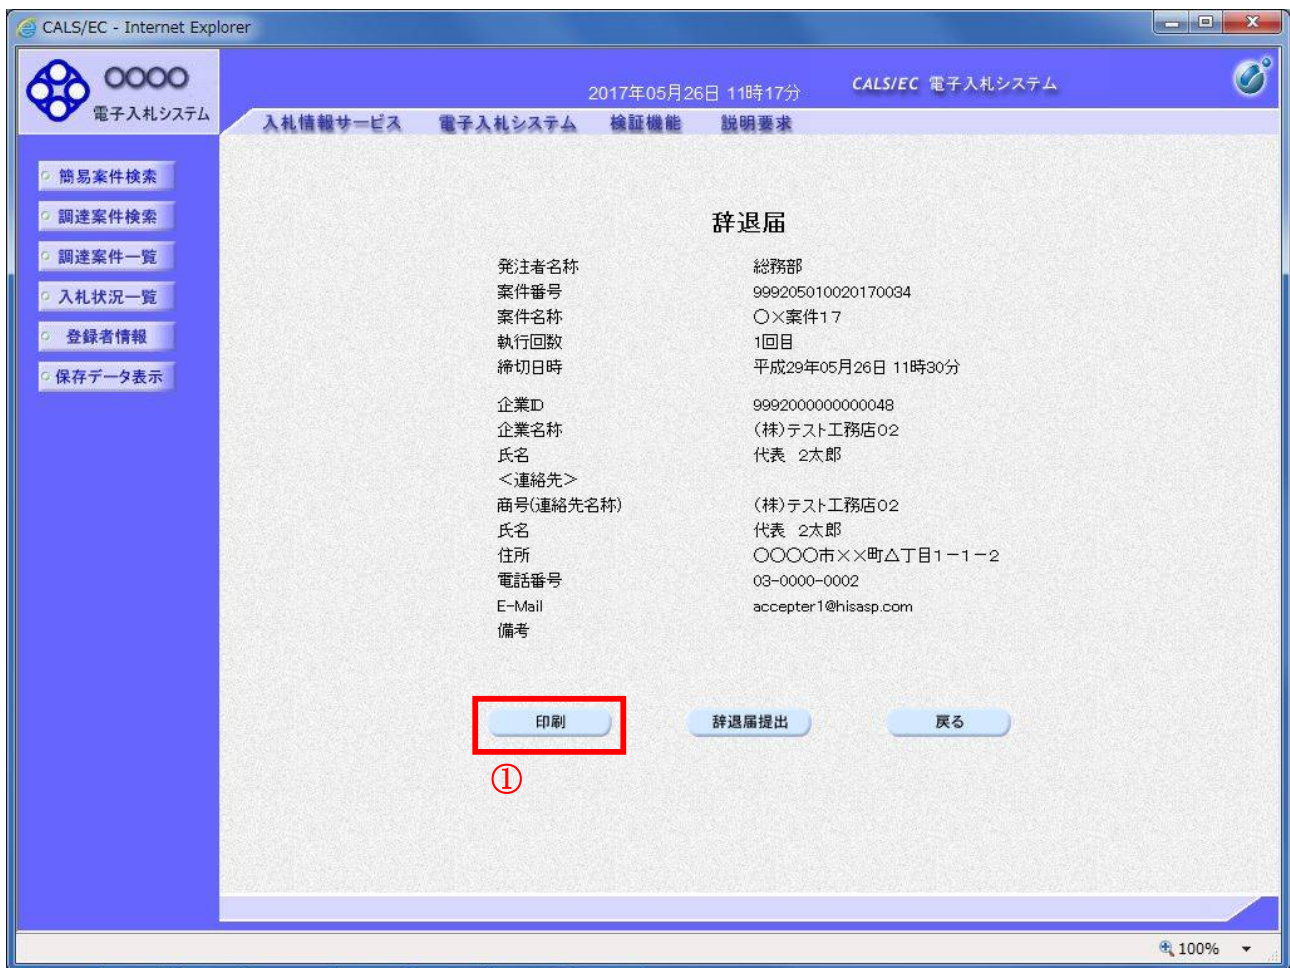 CALS/EC - Internet Explorer
〇〇〇〇
電子入札システム
2017年05月26日 11時17分
CALS/EC 電子入札システム
入札情報サービス 電子入札システム 検証機能 説明要求
簡易案件検索
調達案件検索
調達案件一覧
入札状況一覧
登録者情報
保存データ表示
辞退届
発注者名称 総務部
案件番号 999205010020170034
案件名称 〇×案件17
執行回数 1回目
締切日時 平成29年05月26日 11時30分
企業ID 9992000000000048
企業名称 (株)テスト工務店02
氏名 代表 2太郎
<連絡先>
商号(連絡先名称) (株)テスト工務店02
氏名 代表 2太郎
住所 〇〇〇〇市××町△丁目1-1-2
電話番号 03-0000-0002
E-Mail accepter1@hisasp.com
備考
印刷 辞退届提出 戻る
①
100%